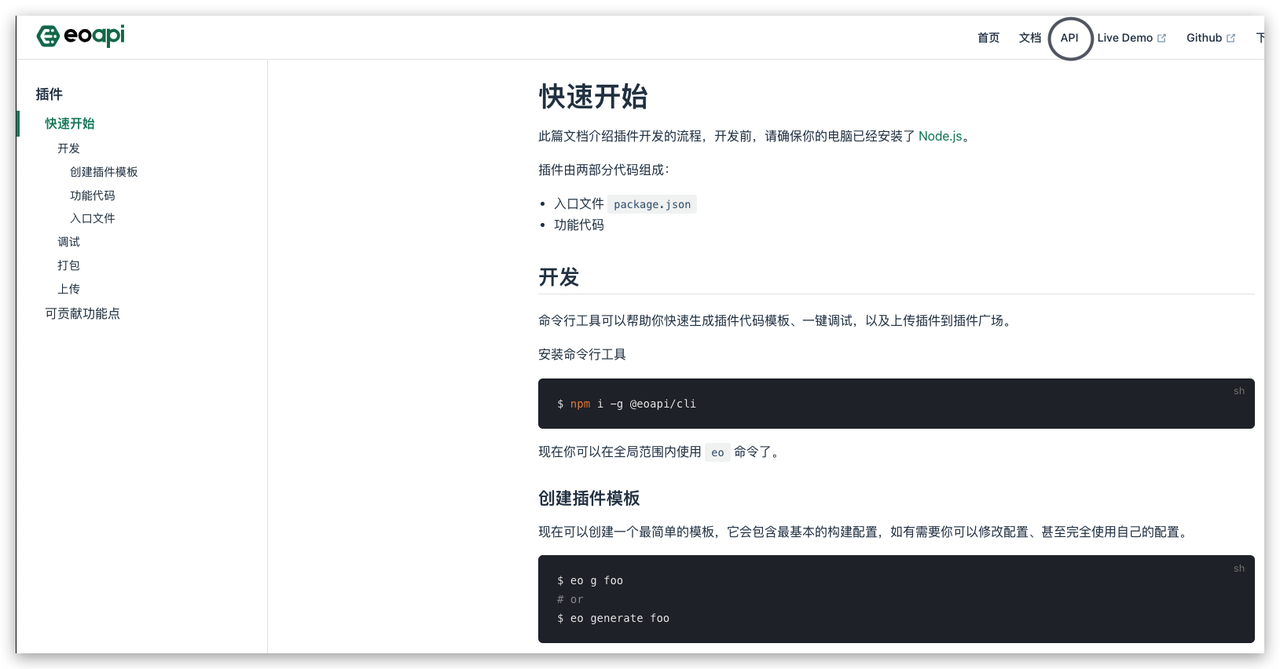 eoapi
首页 文档 API Live Demo Github 下
插件
快速开始
开发
创建插件模板
功能代码
入口文件
调试
打包
上传
可贡献功能点
快速开始
此篇文档介绍插件开发的流程，开发前，请确保你的电脑已经安装了 Node.js。
插件由两部分代码组成：
• 入口文件 package.json
• 功能代码
开发
命令行工具可以帮助你快速生成插件代码模板、一键调试，以及上传插件到插件广场。
安装命令行工具
sh
$ npm i -g @eoapi/cli
现在你可以在全局范围内使用 eo 命令了。
创建插件模板
现在可以创建一个最简单的模板，它会包含最基本的构建配置，如有需要你可以修改配置、甚至完全使用自己的配置。
sh
$ eo g foo
# or
$ eo generate foo